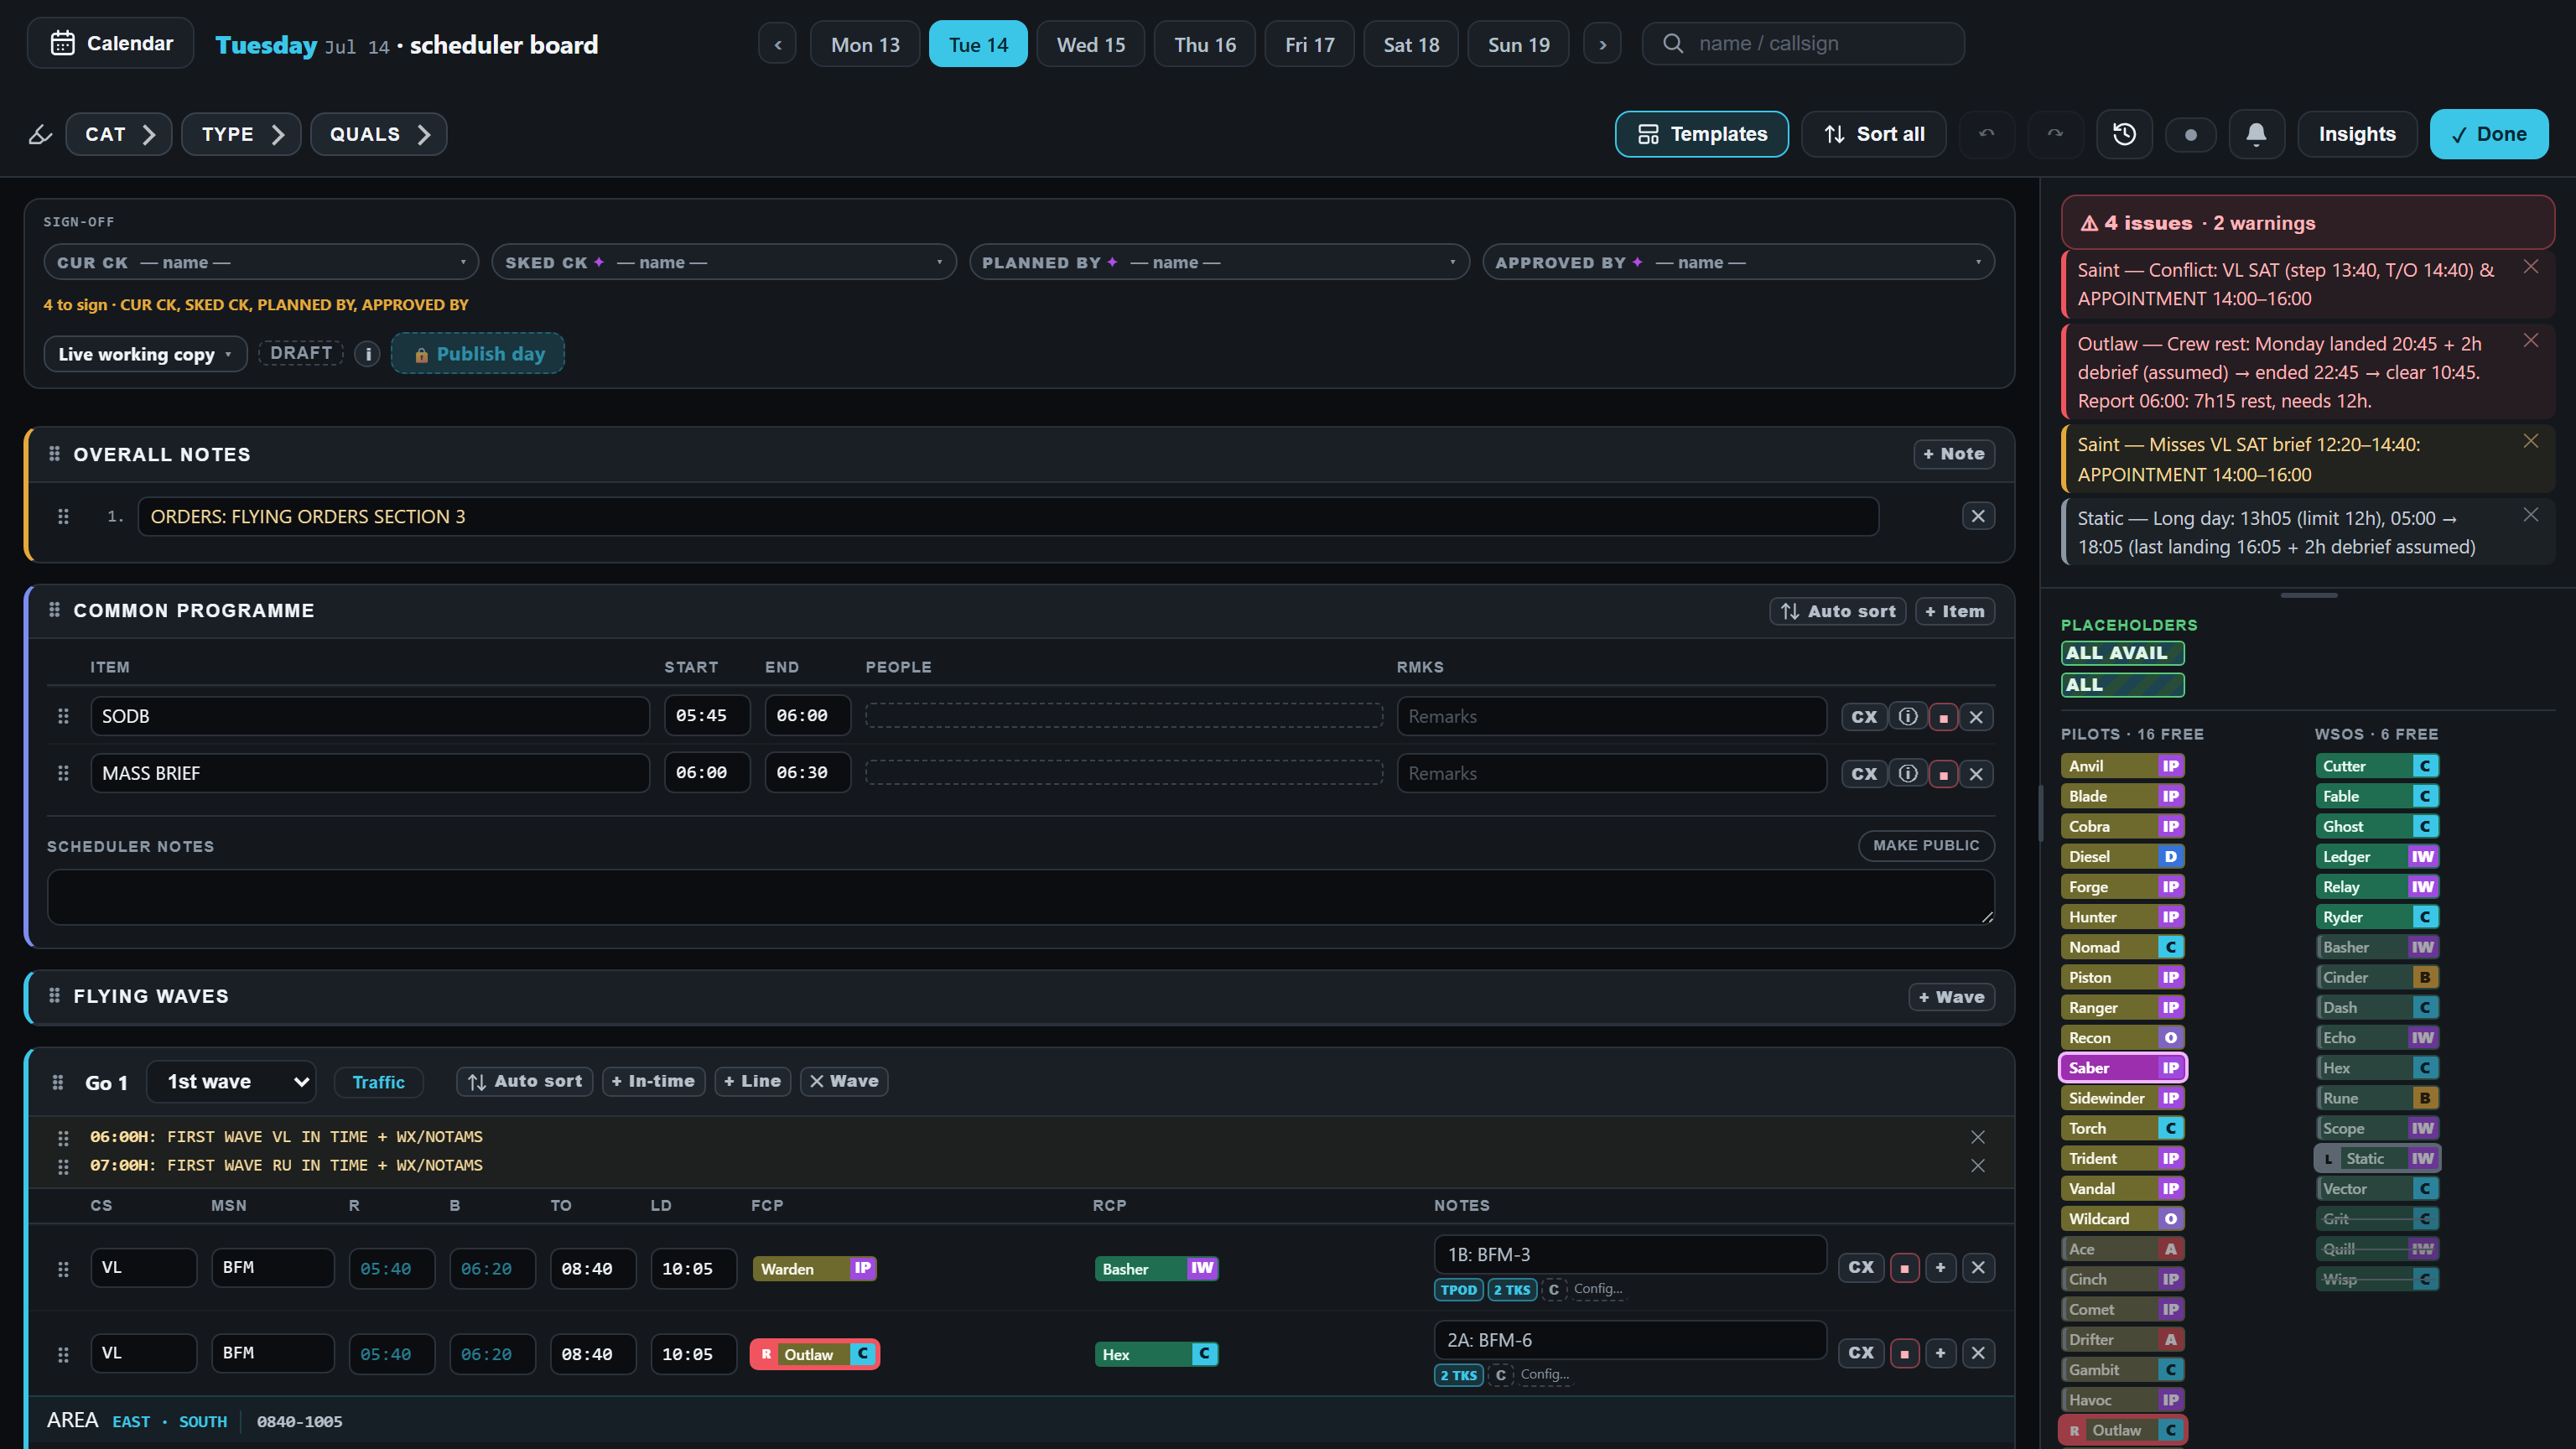 Calendar
Tuesday Jul 14 · scheduler board
‹ Mon 13 Tue 14 Wed 15 Thu 16 Fri 17 Sat 18 Sun 19 ›
name / callsign
CAT TYPE QUALS
Templates Sort all Insights ✓ Done
SIGN-OFF
CUR CK — name —
SKED CK ✦ — name —
PLANNED BY ✦ — name —
APPROVED BY ✦ — name —
4 to sign · CUR CK, SKED CK, PLANNED BY, APPROVED BY
Live working copy DRAFT i Publish day
OVERALL NOTES + Note
1. ORDERS: FLYING ORDERS SECTION 3
COMMON PROGRAMME Auto sort + Item
ITEM START END PEOPLE RMKS
SODB 05:45 06:00 Remarks CX
MASS BRIEF 06:00 06:30 Remarks CX
SCHEDULER NOTES MAKE PUBLIC
FLYING WAVES + Wave
Go 1 1st wave Traffic Auto sort + In-time + Line ✕ Wave
06:00H: FIRST WAVE VL IN TIME + WX/NOTAMS
07:00H: FIRST WAVE RU IN TIME + WX/NOTAMS
CS MSN R B TO LD FCP RCP NOTES
VL BFM 05:40 06:20 08:40 10:05 Warden IP Basher IW 1B: BFM-3 CX +
TPOD 2 TKS C Config...
VL BFM 05:40 06:20 08:40 10:05 R Outlaw C Hex C 2A: BFM-6 CX +
2 TKS C Config...
AREA EAST · SOUTH 0840-1005
⚠ 4 issues · 2 warnings
Saint — Conflict: VL SAT (step 13:40, T/O 14:40) &
APPOINTMENT 14:00–16:00
Outlaw — Crew rest: Monday landed 20:45 + 2h
debrief (assumed) → ended 22:45 → clear 10:45.
Report 06:00: 7h15 rest, needs 12h.
Saint — Misses VL SAT brief 12:20–14:40:
APPOINTMENT 14:00–16:00
Static — Long day: 13h05 (limit 12h), 05:00 →
18:05 (last landing 16:05 + 2h debrief assumed)
PLACEHOLDERS
ALL AVAIL
ALL
PILOTS · 16 FREE
Anvil IP
Blade IP
Cobra IP
Diesel D
Forge IP
Hunter IP
Nomad C
Piston IP
Ranger IP
Recon O
Saber IP
Sidewinder IP
Torch C
Trident IP
Vandal IP
Wildcard O
Ace A
Cinch IP
Comet IP
Drifter A
Gambit C
Havoc IP
R Outlaw C
WSOS · 6 FREE
Cutter C
Fable C
Ghost C
Ledger IW
Relay IW
Ryder C
Basher IW
Cinder B
Dash C
Echo IW
Hex C
Rune B
Scope IW
L Static IW
Vector C
Grit C
Quill IW
Wisp C